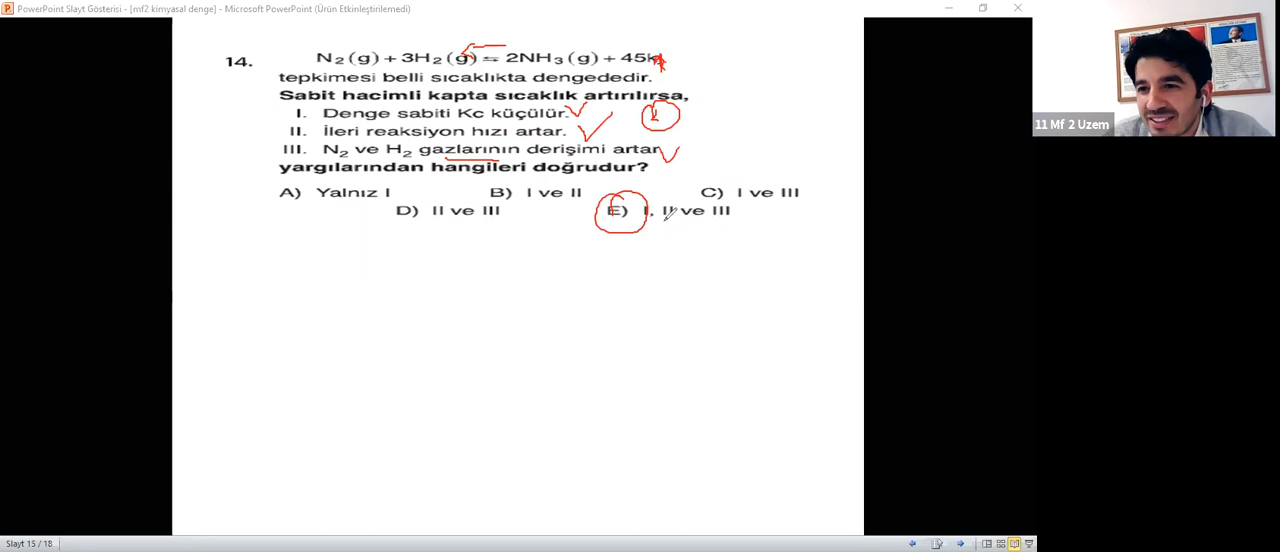 PowerPoint Slayt Gösterisi - [mf2 kimyasal denge] - Microsoft PowerPoint (Ürün Etkinleştirilemedi)
14. N₂(g) + 3H₂(g) ⇋ 2NH₃(g) + 45k
tepkimesi belli sıcaklıkta dengededir.
Sabit hacimli kapta sıcaklık artırılırsa,
I. Denge sabiti Kc küçülür.
II. İleri reaksiyon hızı artar.
III. N₂ ve H₂ gazlarının derişimi artar
yargılarından hangileri doğrudur?
A) Yalnız I B) I ve II C) I ve III
D) II ve III E) I, II ve III
11 Mf 2 Uzem
Slayt 15 / 18